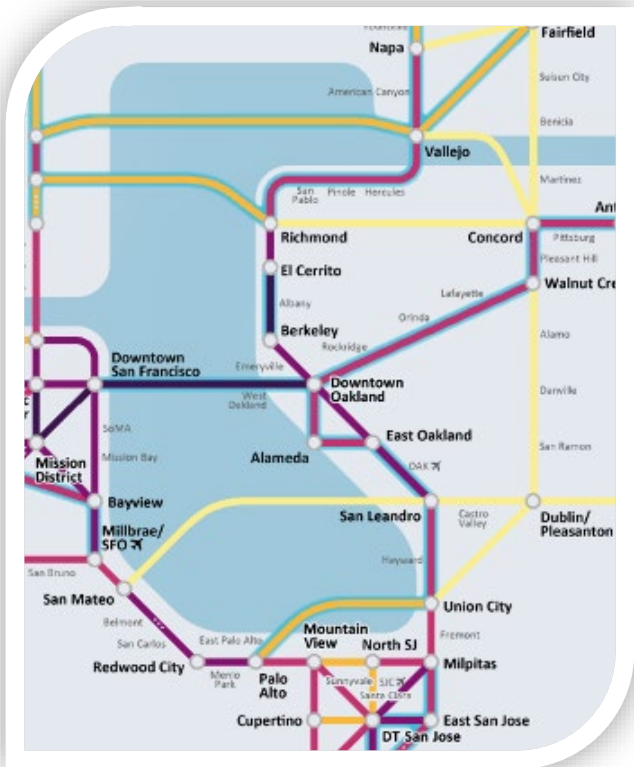 Fairfield
Napa
Suisun City
American Canyon
Benicia
Vallejo
Martinez
San
Pablo
Pinole
Hercules
Ant
Richmond
Concord
Pittsburg
Pleasant Hill
El Cerrito
Walnut Cre
Lafayette
Albany
Orinda
Berkeley
Alamo
Rockridge
Downtown
San Francisco
Emeryville
Downtown
Oakland
West
Oakland
Danville
SoMA
East Oakland
Mission Bay
Alameda
San Ramon
Mission
District
OAK
Bayview
San Leandro
Castro
Valley
Dublin/
Pleasanton
Millbrae/
SFO
Hayward
San Bruno
San Mateo
Union City
Belmont
Mountain
View
Fremont
San Carlos
East Palo Alto
North SJ
Redwood City
Menlo
Park
Palo
Alto
Sunnyvale
SJC
Santa Clara
Milpitas
Cupertino
East San Jose
DT San Jose